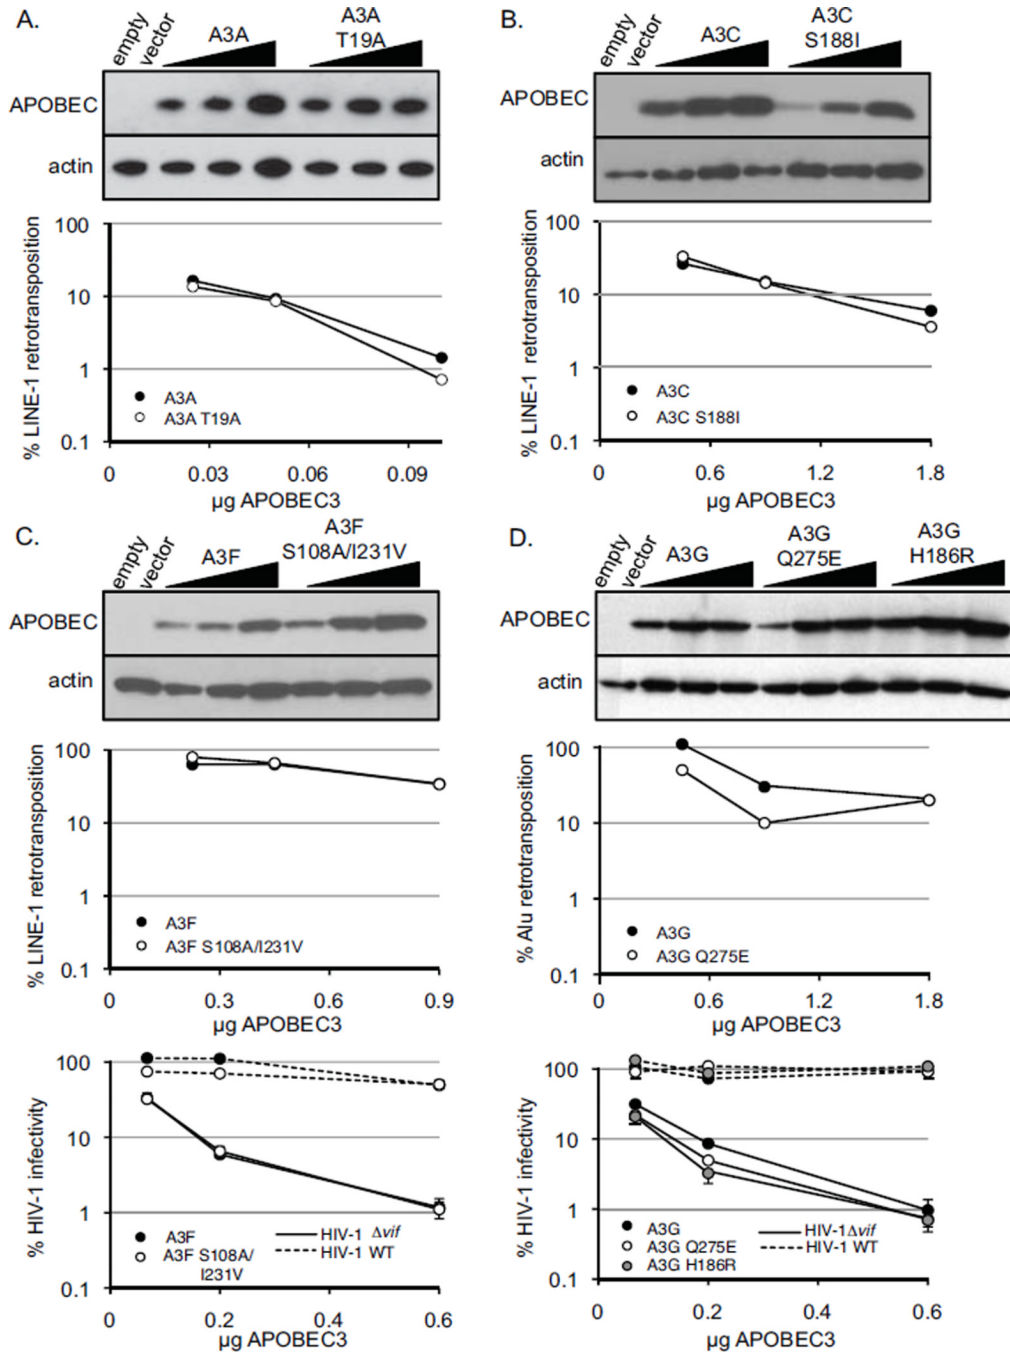 A.
empty
vector
A3A
A3A
T19A
APOBEC
actin
% LINE-1 retrotransposition
100
10
1
0.1
A3A
A3A T19A
0 0.03 0.06 0.09
µg APOBEC3
B.
empty
vector
A3C
A3C
S188I
APOBEC
actin
% LINE-1 retrotransposition
100
10
1
0.1
A3C
A3C S188I
0 0.6 1.2 1.8
µg APOBEC3
C.
empty
vector
A3F
A3F
S108A/I231V
APOBEC
actin
% LINE-1 retrotransposition
100
10
1
0.1
A3F
A3F S108A/I231V
0 0.3 0.6 0.9
µg APOBEC3
% HIV-1 infectivity
100
10
1
0.1
A3F
A3F S108A/
I231V
HIV-1 Δvif
HIV-1 WT
0 0.2 0.4 0.6
µg APOBEC3
D.
empty
vector
A3G
A3G
Q275E
A3G
H186R
APOBEC
actin
% Alu retrotransposition
100
10
1
0.1
A3G
A3G Q275E
0 0.6 1.2 1.8
µg APOBEC3
% HIV-1 infectivity
100
10
1
0.1
A3G
A3G Q275E
A3G H186R
HIV-1Δvif
HIV-1 WT
0 0.2 0.4 0.6
µg APOBEC3